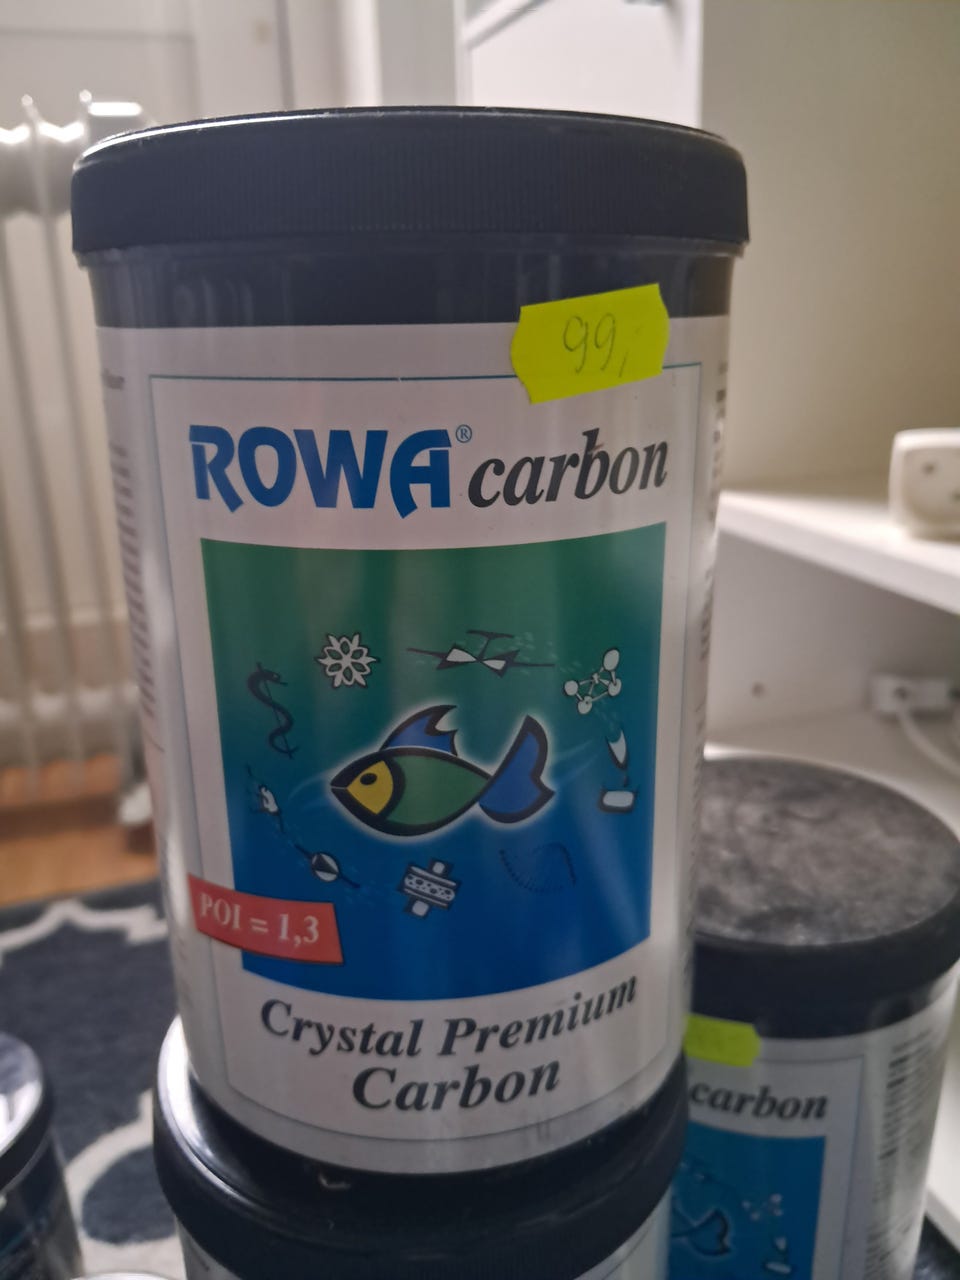 99,-
ROWA® carbon
POI = 1,3
Crystal Premium
Carbon
carbon